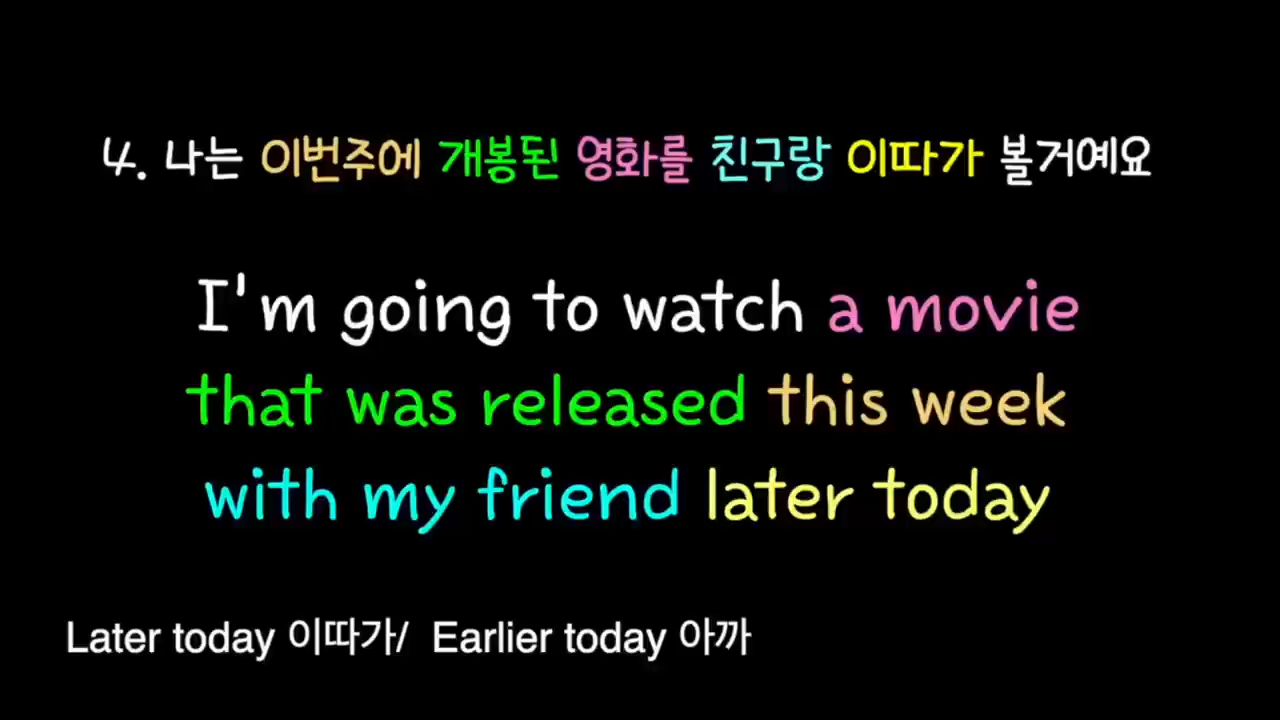 4. 나는 이번주에 개봉된 영화를 친구랑 이따가 볼거예요
I'm going to watch a movie
that was released this week
with my friend later today
Later today 이따가/ Earlier today 아까